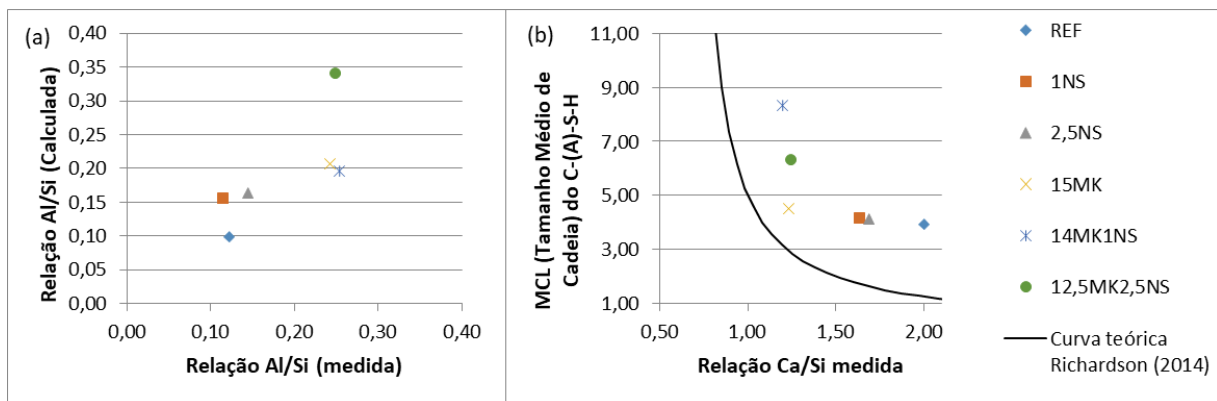 (a)
0,40
0,35
0,30
0,25
0,20
0,15
0,10
0,05
0,00
Relação Al/Si (Calculada)
0,00 0,10 0,20 0,30 0,40
Relação Al/Si (medida)
(b)
11,00
9,00
7,00
5,00
3,00
1,00
MCL (Tamanho Médio de
Cadeia) do C-(A)-S-H
0,50 1,00 1,50 2,00
Relação Ca/Si medida
REF
1NS
2,5NS
15MK
14MK1NS
12,5MK2,5NS
Curva teórica
Richardson (2014)